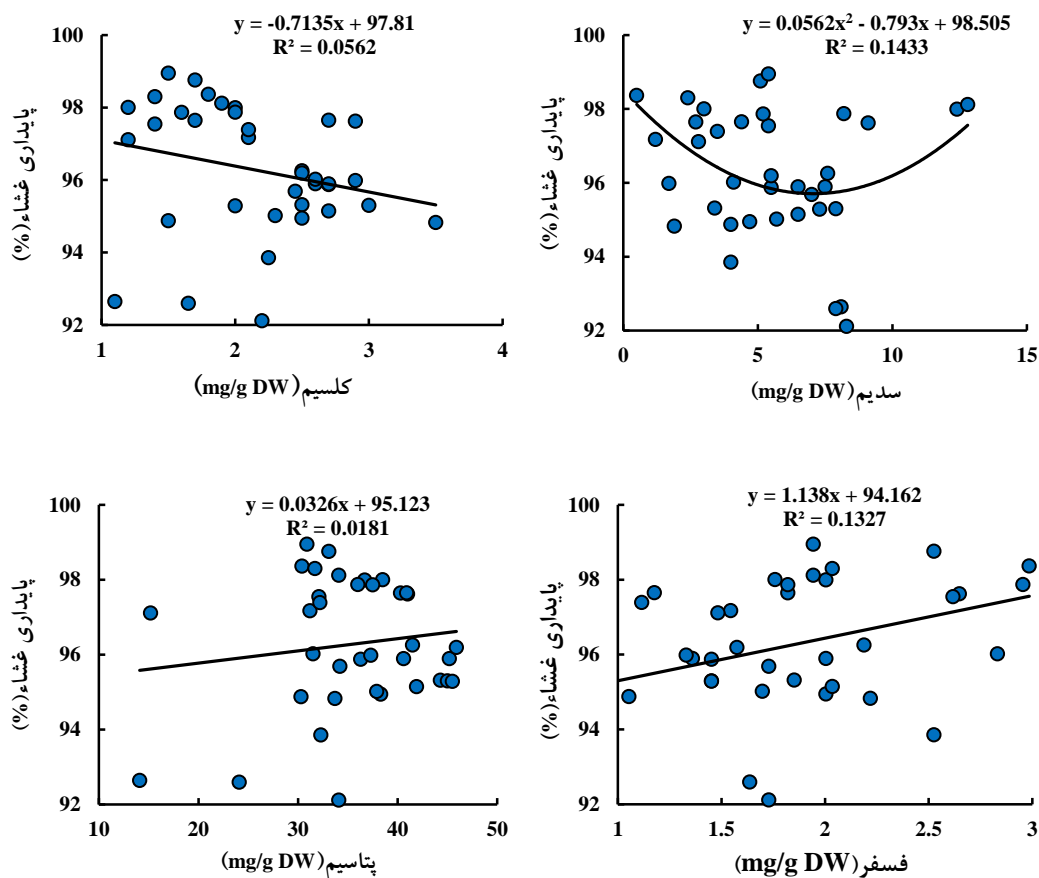 y = -0.7135x + 97.81
R² = 0.0562
100
98
96
94
92
1
2
3
4
پایداری غشاء(%)
کلسیم(mg/g DW)
y = 0.0562x² - 0.793x + 98.505
R² = 0.1433
100
98
96
94
92
0
5
10
15
پایداری غشاء(%)
سدیم(mg/g DW)
y = 0.0326x + 95.123
R² = 0.0181
100
98
96
94
92
10
20
30
40
50
پایداری غشاء(%)
پتاسیم(mg/g DW)
y = 1.138x + 94.162
R² = 0.1327
100
98
96
94
92
1
1.5
2
2.5
3
پایداری غشاء(%)
فسفر(mg/g DW)